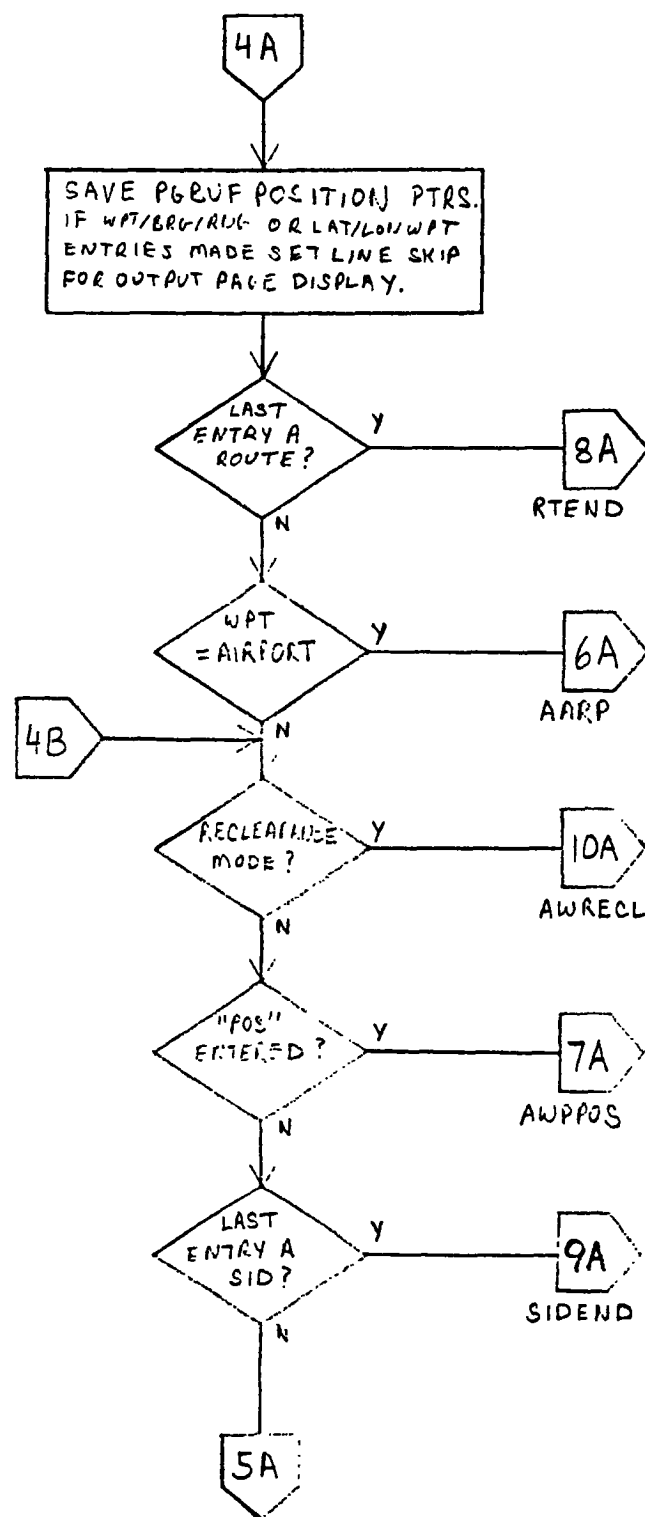 4A
SAVE PGBUF POSITION PTRS.
IF WPT/BRG/RNG OR LAT/LON WPT
ENTRIES MADE SET LINE SKIP
FOR OUTPUT PAGE DISPLAY.
LAST
ENTRY A
ROUTE?
Y
8A
RTEND
N
WPT
= AIRPORT
Y
6A
AARP
N
4B
RECLEARANCE
MODE?
Y
10A
AWRECL
N
"POS"
ENTERED?
Y
7A
AWPPOS
N
LAST
ENTRY A
SID?
Y
9A
SIDEND
N
5A